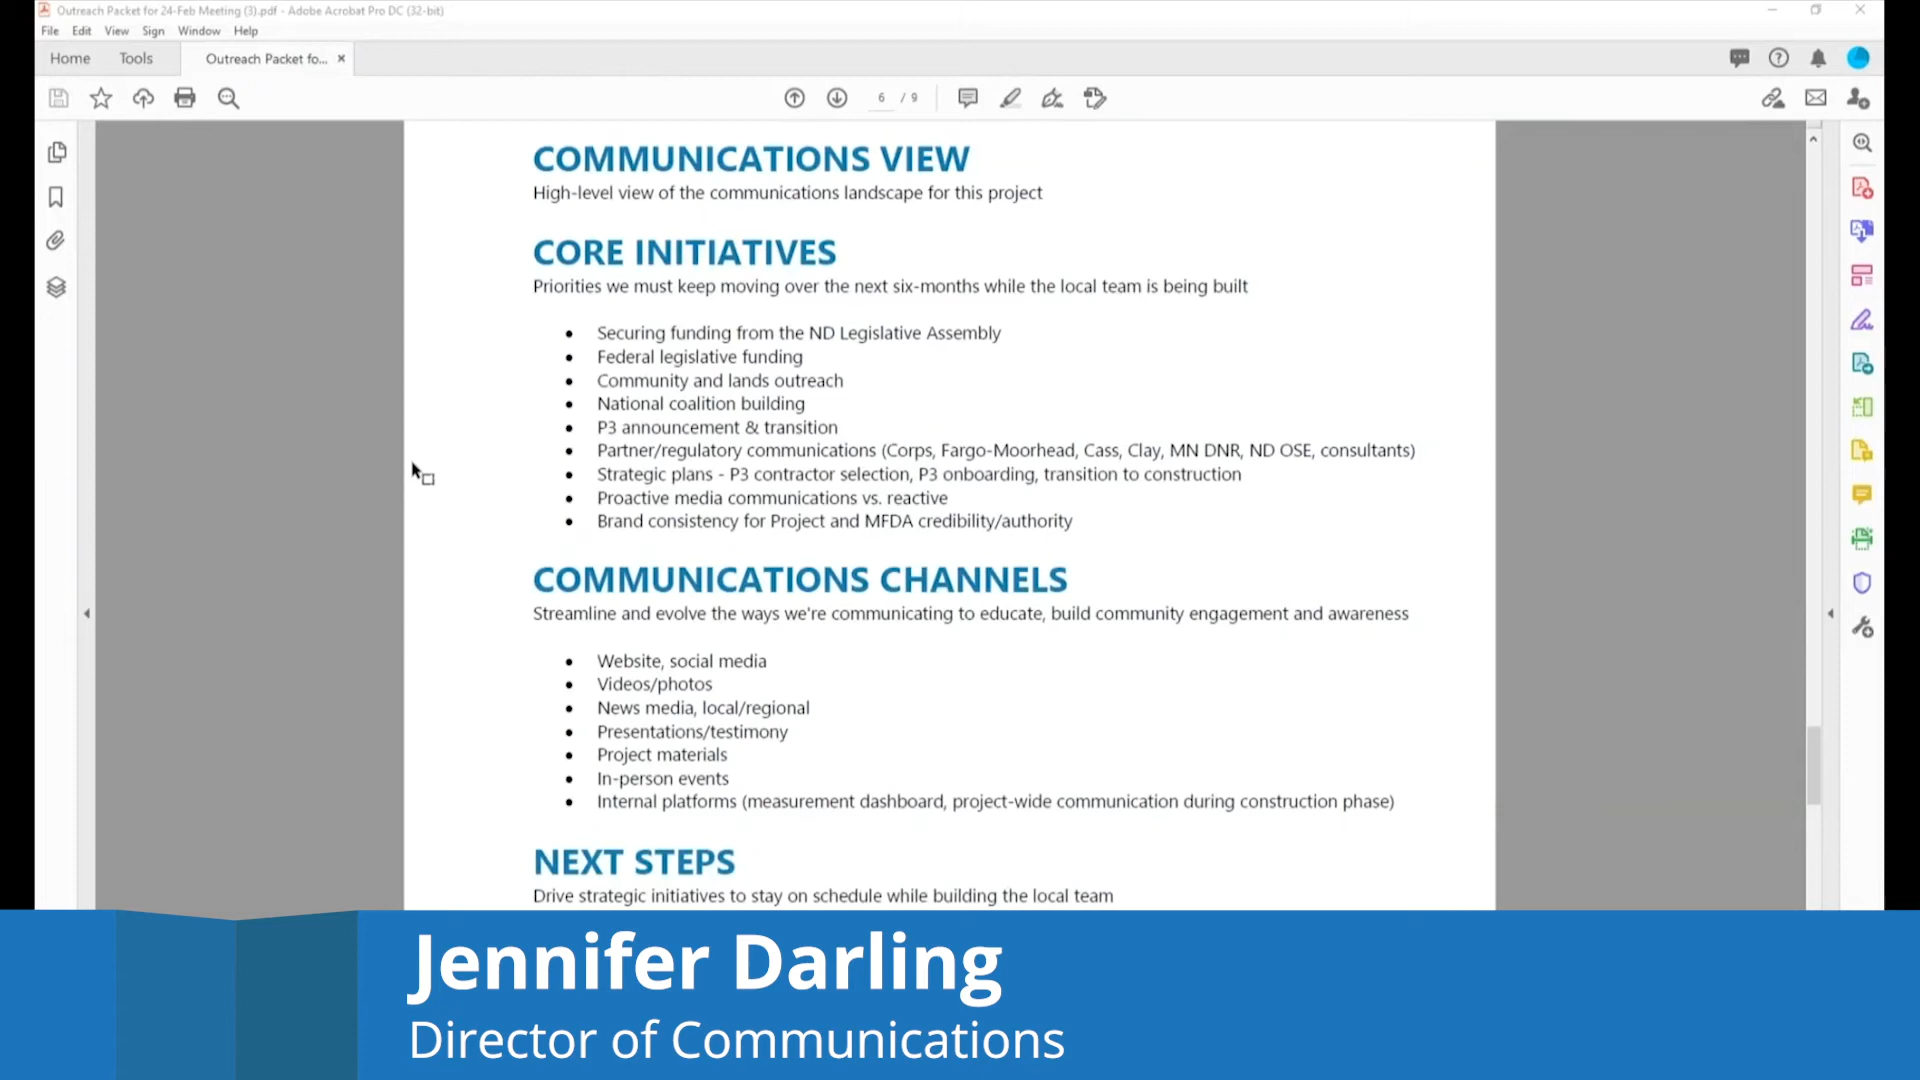 Outreach Packet for 24-Feb Meeting (3).pdf - Adobe Acrobat Pro DC (32-bit)
File Edit View Sign Window Help
Home Tools Outreach Packet fo... ×
6 / 9
COMMUNICATIONS VIEW
High-level view of the communications landscape for this project
CORE INITIATIVES
Priorities we must keep moving over the next six-months while the local team is being built
• Securing funding from the ND Legislative Assembly
• Federal legislative funding
• Community and lands outreach
• National coalition building
• P3 announcement & transition
• Partner/regulatory communications (Corps, Fargo-Moorhead, Cass, Clay, MN DNR, ND OSE, consultants)
• Strategic plans - P3 contractor selection, P3 onboarding, transition to construction
• Proactive media communications vs. reactive
• Brand consistency for Project and MFDA credibility/authority
COMMUNICATIONS CHANNELS
Streamline and evolve the ways we're communicating to educate, build community engagement and awareness
• Website, social media
• Videos/photos
• News media, local/regional
• Presentations/testimony
• Project materials
• In-person events
• Internal platforms (measurement dashboard, project-wide communication during construction phase)
NEXT STEPS
Drive strategic initiatives to stay on schedule while building the local team
Jennifer Darling
Director of Communications